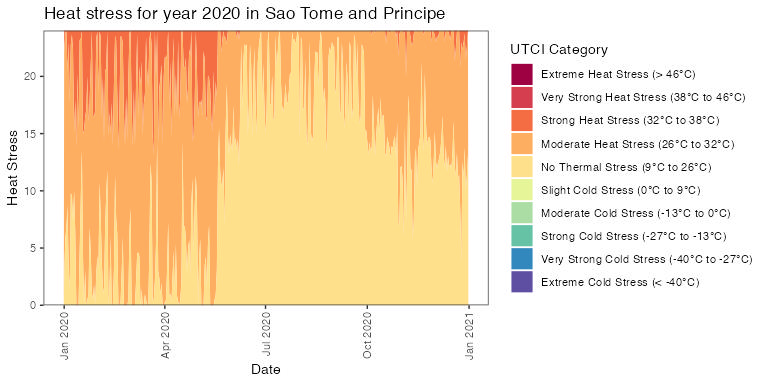 Heat stress for year 2020 in Sao Tome and Principe
Heat Stress
20
15
10
5
0
Jan 2020
Apr 2020
Jul 2020
Oct 2020
Jan 2021
Date
UTCI Category
Extreme Heat Stress (> 46°C)
Very Strong Heat Stress (38°C to 46°C)
Strong Heat Stress (32°C to 38°C)
Moderate Heat Stress (26°C to 32°C)
No Thermal Stress (9°C to 26°C)
Slight Cold Stress (0°C to 9°C)
Moderate Cold Stress (-13°C to 0°C)
Strong Cold Stress (-27°C to -13°C)
Very Strong Cold Stress (-40°C to -27°C)
Extreme Cold Stress (< -40°C)